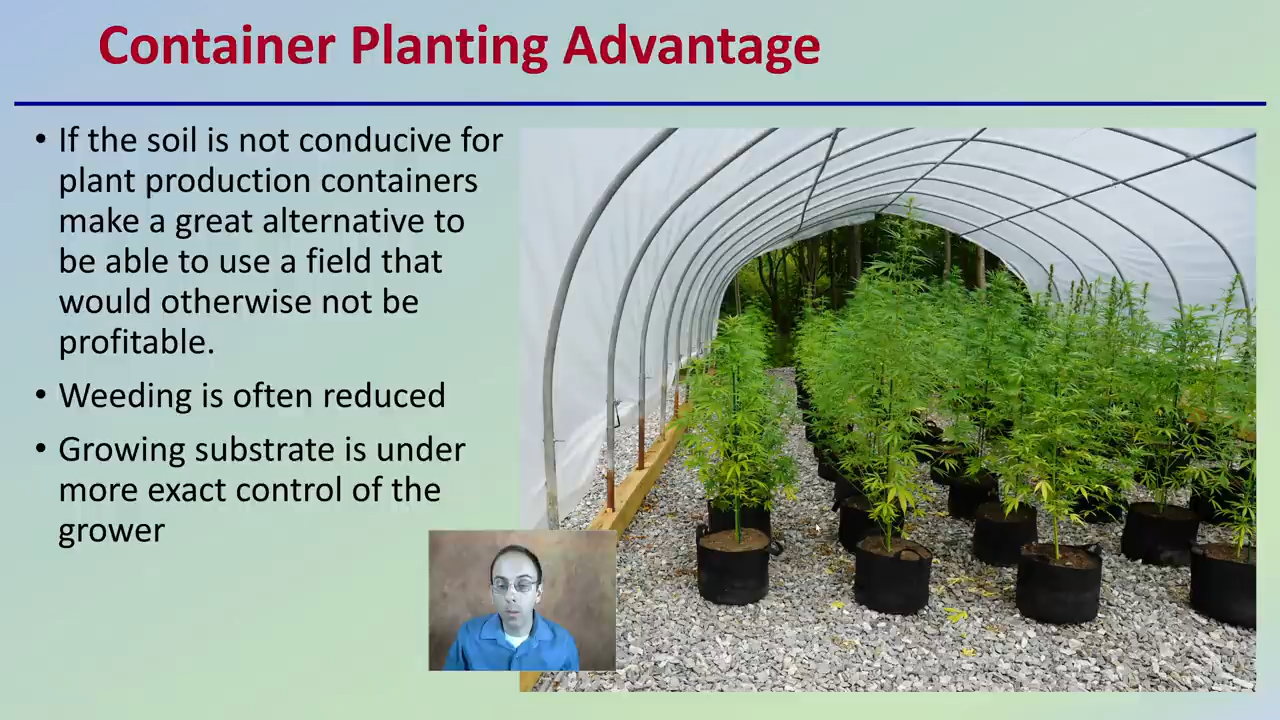 Container Planting Advantage
• If the soil is not conducive for
plant production containers
make a great alternative to
be able to use a field that
would otherwise not be
profitable.
• Weeding is often reduced
• Growing substrate is under
more exact control of the
grower